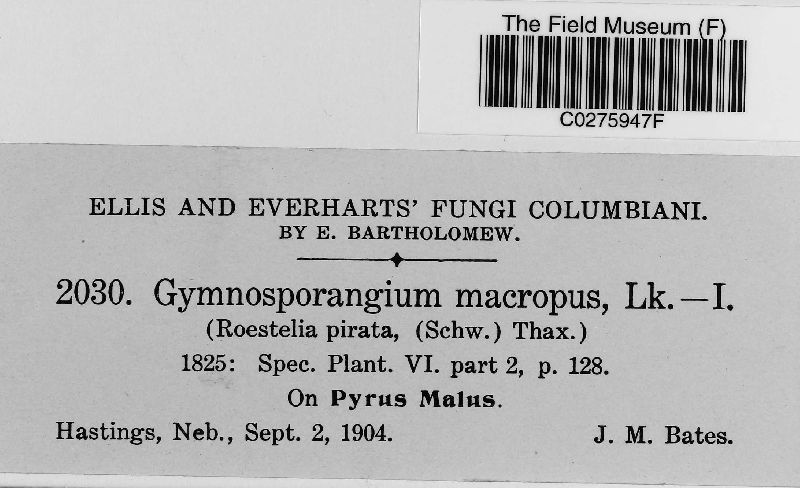 The Field Museum (F)
C0275947F
ELLIS AND EVERHARTS' FUNGI COLUMBIANI.
BY E. BARTHOLOMEW.
2030. Gymnosporangium macropus, Lk.—I.
(Roestelia pirata, (Schw.) Thax.)
1825: Spec. Plant. VI. part 2, p. 128.
On Pyrus Malus.
Hastings, Neb., Sept. 2, 1904. J. M. Bates.